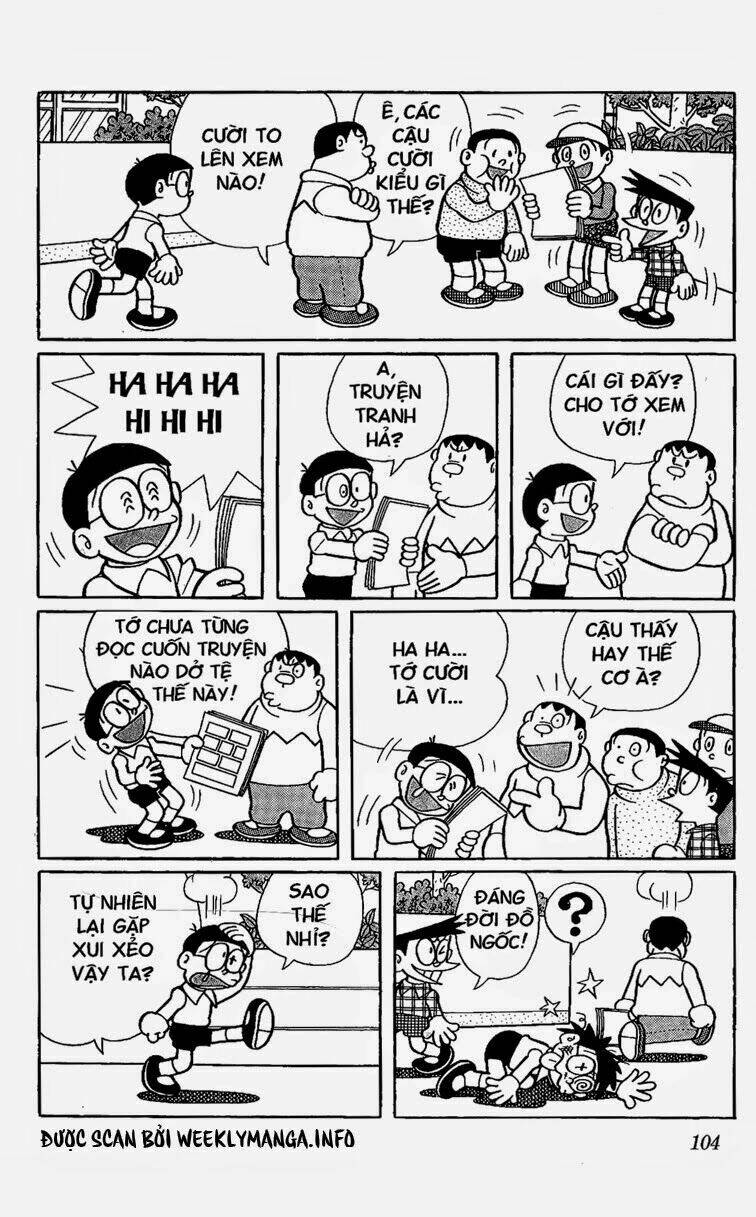 Ê, CÁC
CẬU
CƯỜI
KIỂU GÌ
THẾ?
CƯỜI TO
LÊN XEM
NÀO!
CÁI GÌ ĐẤY?
CHO TỚ XEM
VỚI!
A,
TRUYỆN
TRANH
HẢ?
HA HA HA
HI HI HI
CẬU THẤY
HAY THẾ
CƠ À?
HA HA...
TỚ CƯỜI
LÀ VÌ...
TỚ CHƯA TỪNG
ĐỌC CUỐN TRUYỆN
NÀO DỞ TỆ
THẾ NÀY!
?
ĐÁNG
ĐỜI ĐỒ
NGỐC!
SAO
THẾ
NHỈ?
TỰ NHIÊN
LẠI GẶP
XUI XẺO
VẬY TA?
ĐƯỢC SCAN BỞI WEEKLYMANGA.INFO
104